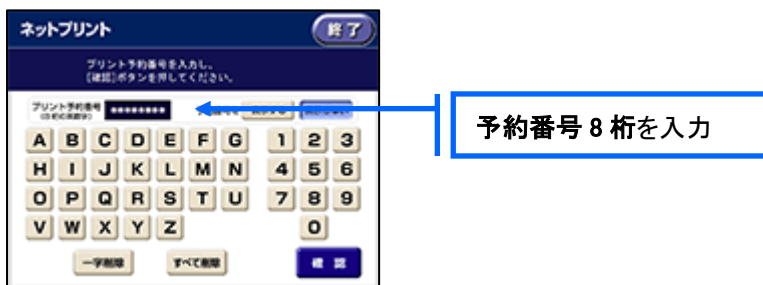 ネットプリント
終了
プリント予約番号を入力し、
[確認]ボタンを押してください。
プリント予約番号
********
A B C D E F G 1 2 3
H I J K L M N 4 5 6
O P Q R S T U 7 8 9
V W X Y Z 0
一字削除 すべて削除 確認
予約番号 8 桁を入力